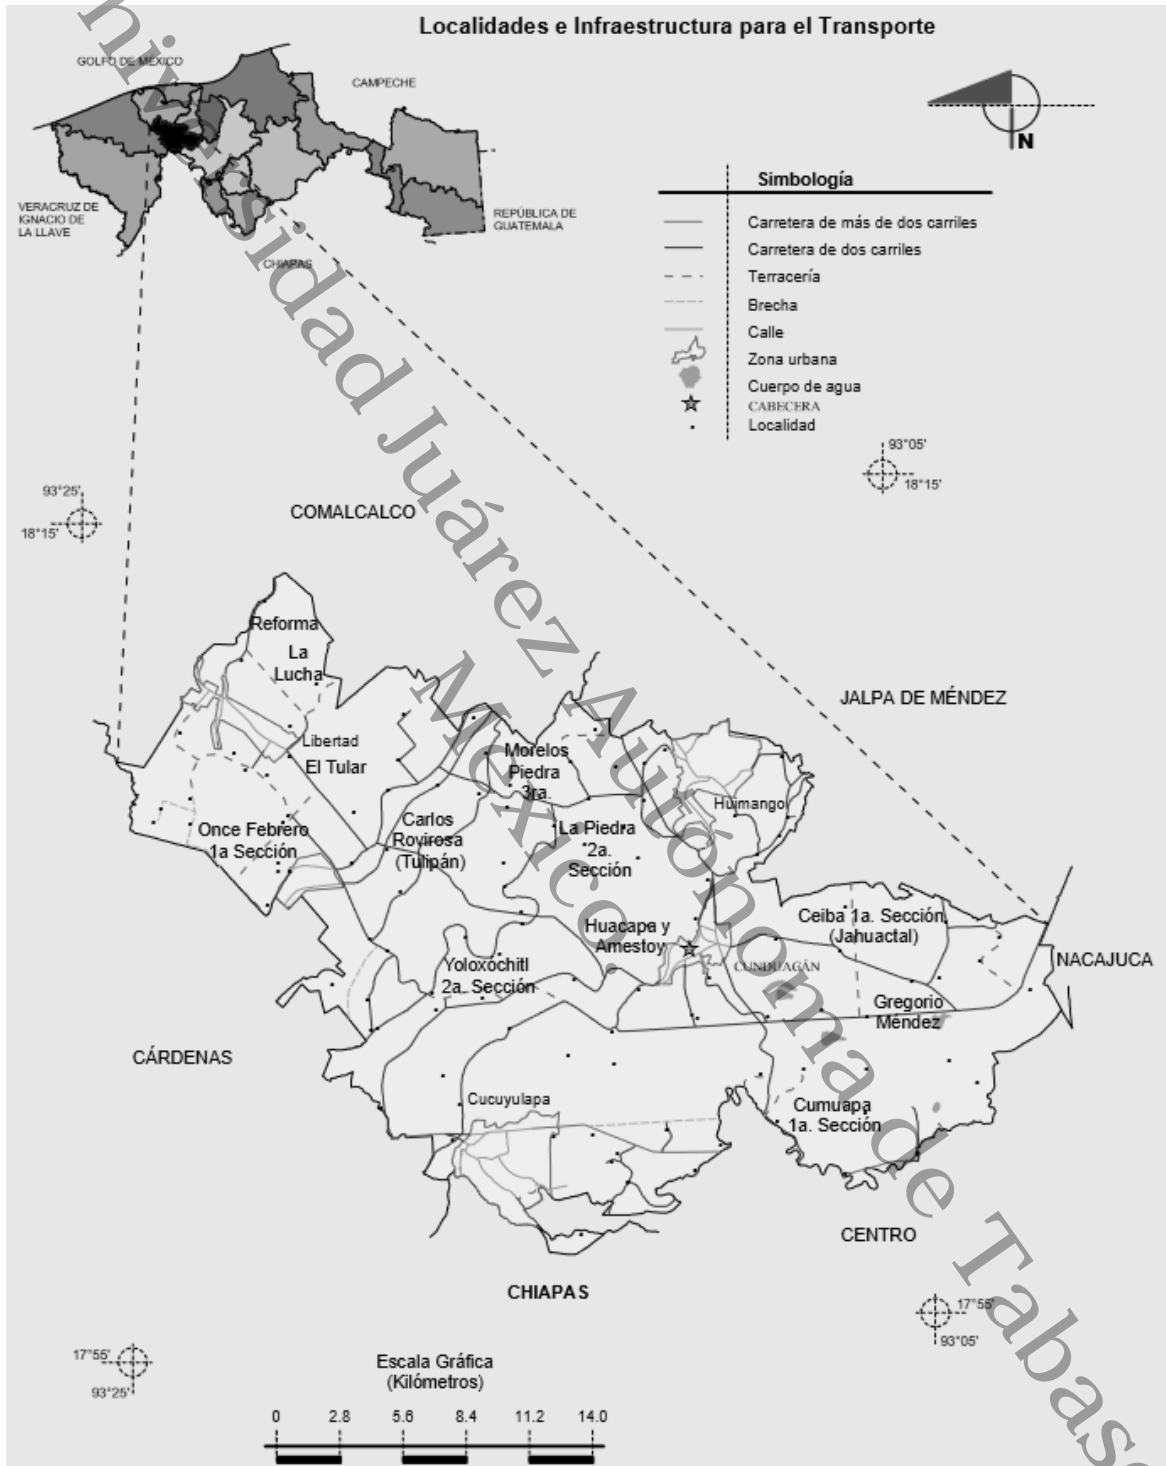 Localidades e Infraestructura para el Transporte
GOLFO DE MÉXICO
CAMPECHE
VERACRUZ DE
IGNACIO DE
LA LLAVE
REPÚBLICA DE
GUATEMALA
CHIAPAS
N
Simbología
Carretera de más de dos carriles
Carretera de dos carriles
Terracería
Brecha
Calle
Zona urbana
Cuerpo de agua
CABECERA
Localidad
93°05'
18°15'
93°25'
18°15'
COMALCALCO
JALPA DE MÉNDEZ
Reforma
La
Lucha
Libertad
El Tular
Morelos
Piedra
3ra.
Huimango
Once Febrero
1a Sección
Carlos
Rovirosa
(Tulipán)
La Piedra
2a.
Sección
Huacapa y
Amestoy
Ceiba 1a. Sección
(Jahuactal)
CUNDUACÁN
NACAJUCA
Yoloxóchitl
2a. Sección
Gregorio
Méndez
CÁRDENAS
Cucuyulapa
Cumuapa
1a. Sección
CENTRO
CHIAPAS
17°55'
93°05'
17°55'
93°25'
Escala Gráfica
(Kilómetros)
0 2.8 5.6 8.4 11.2 14.0
Universidad Juárez Autónoma de Tabasco.
México.